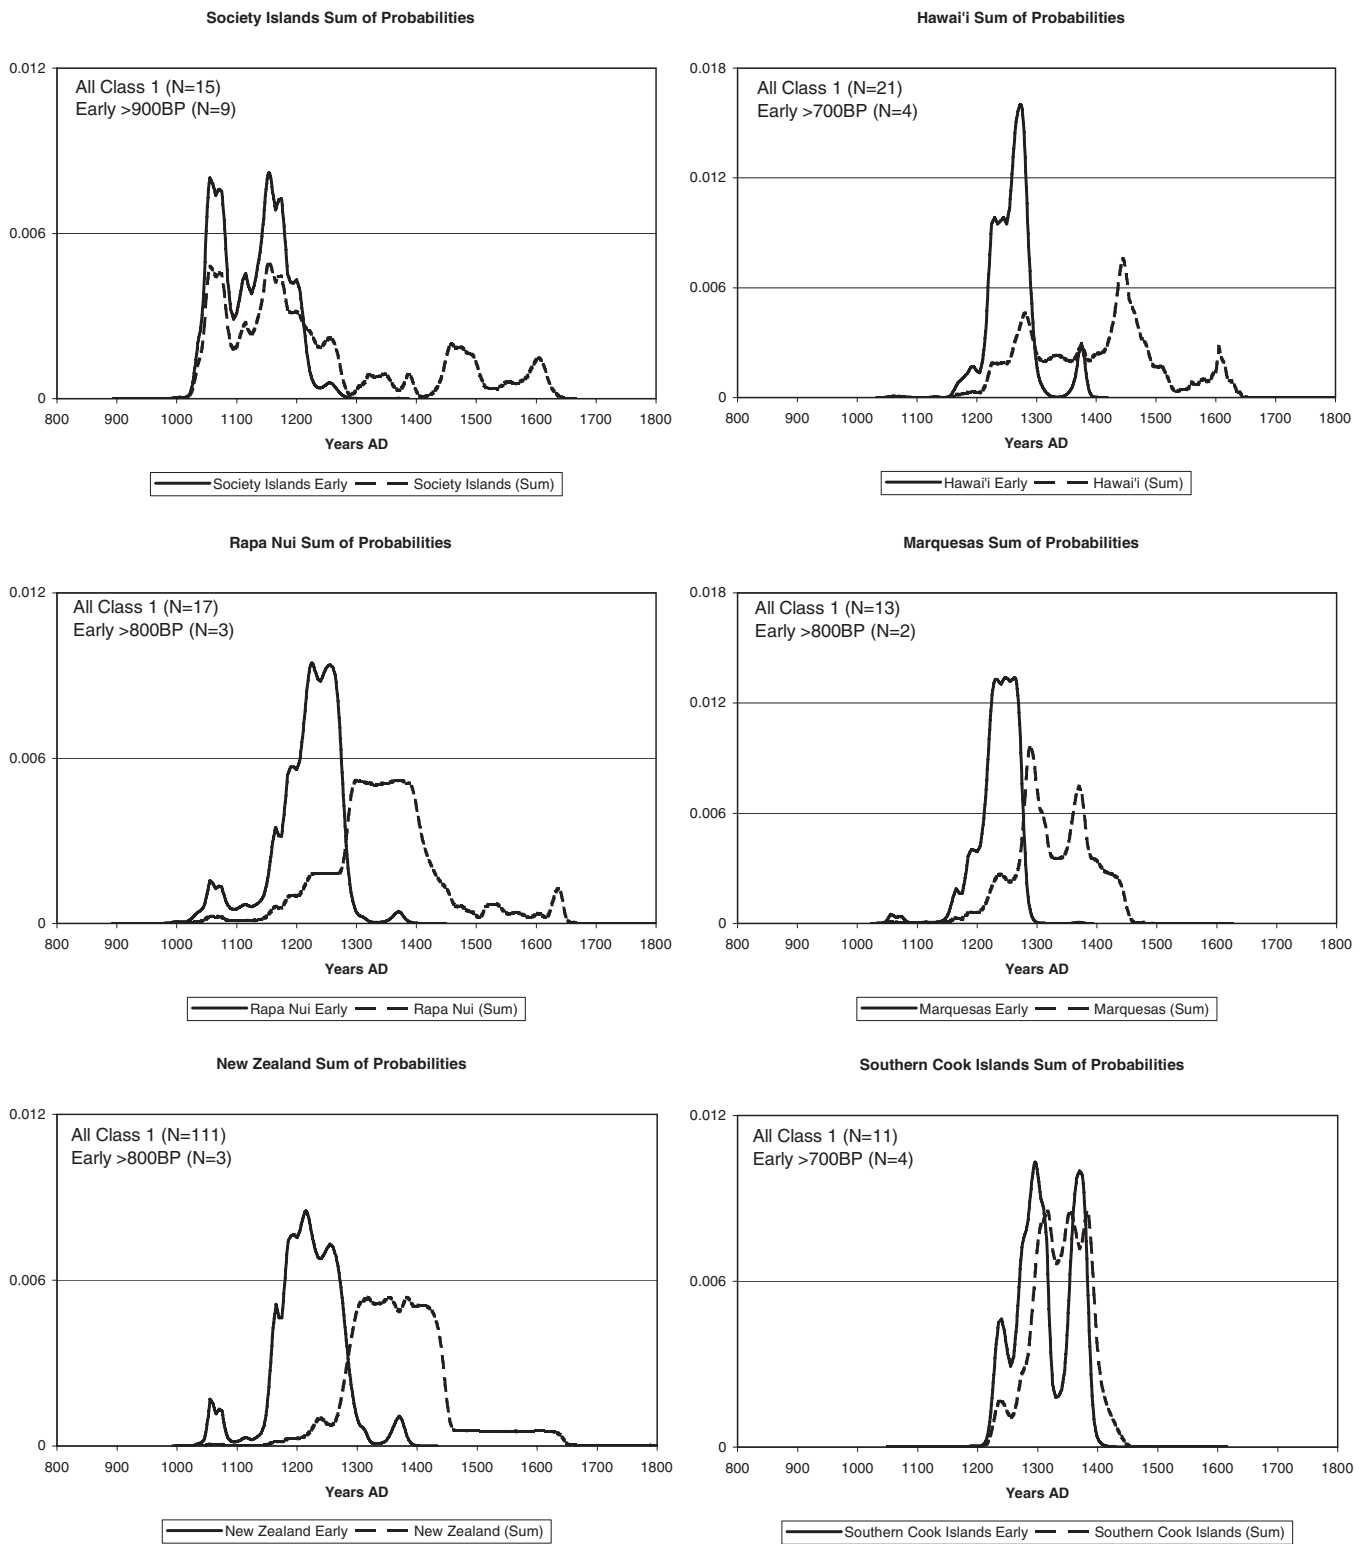 Society Islands Sum of Probabilities
0.012
All Class 1 (N=15)
Early >900BP (N=9)
0.006
0
800 900 1000 1100 1200 1300 1400 1500 1600 1700 1800
Years AD
Society Islands Early Society Islands (Sum)
Hawai'i Sum of Probabilities
0.018
All Class 1 (N=21)
Early >700BP (N=4)
0.012
0.006
0
800 900 1000 1100 1200 1300 1400 1500 1600 1700 1800
Years AD
Hawai'i Early Hawai'i (Sum)
Rapa Nui Sum of Probabilities
0.012
All Class 1 (N=17)
Early >800BP (N=3)
0.006
0
800 900 1000 1100 1200 1300 1400 1500 1600 1700 1800
Years AD
Rapa Nui Early Rapa Nui (Sum)
Marquesas Sum of Probabilities
0.018
All Class 1 (N=13)
Early >800BP (N=2)
0.012
0.006
0
800 900 1000 1100 1200 1300 1400 1500 1600 1700 1800
Years AD
Marquesas Early Marquesas (Sum)
New Zealand Sum of Probabilities
0.012
All Class 1 (N=111)
Early >800BP (N=3)
0.006
0
800 900 1000 1100 1200 1300 1400 1500 1600 1700 1800
Years AD
New Zealand Early New Zealand (Sum)
Southern Cook Islands Sum of Probabilities
0.012
All Class 1 (N=11)
Early >700BP (N=4)
0.006
0
800 900 1000 1100 1200 1300 1400 1500 1600 1700 1800
Years AD
Southern Cook Islands Early Southern Cook Islands (Sum)